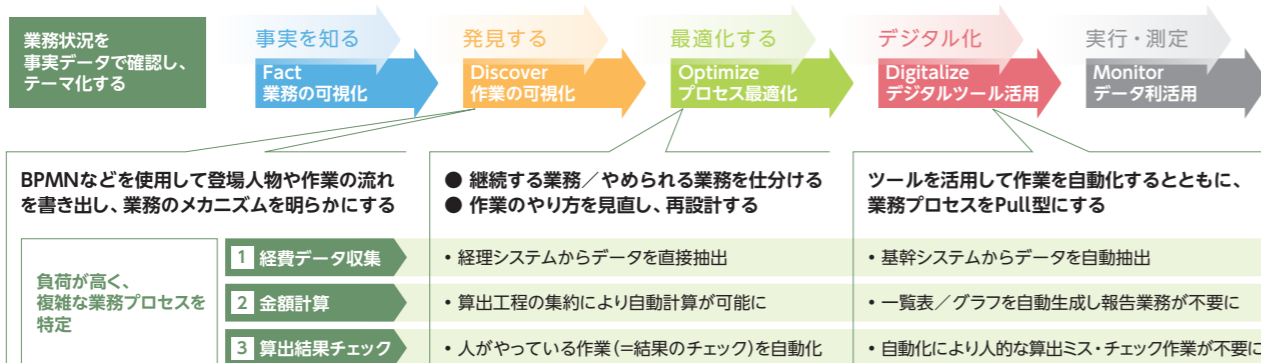 業務状況を
事実データで確認し、
テーマ化する
事実を知る
Fact
業務の可視化
発見する
Discover
作業の可視化
最適化する
Optimize
プロセス最適化
デジタル化
Digitalize
デジタルツール活用
実行・測定
Monitor
データ利活用
BPMNなどを使用して登場人物や作業の流れ
を書き出し、業務のメカニズムを明らかにする
● 継続する業務／やめられる業務を仕分ける
● 作業のやり方を見直し、再設計する
ツールを活用して作業を自動化するとともに、
業務プロセスをPull型にする
負荷が高く、
複雑な業務プロセスを
特定
1 経費データ収集
・経理システムからデータを直接抽出
・基幹システムからデータを自動抽出
2 金額計算
・算出工程の集約により自動計算が可能に
・一覧表／グラフを自動生成し報告業務が不要に
3 算出結果チェック
・人がやっている作業(=結果のチェック)を自動化
・自動化により人的な算出ミス・チェック作業が不要に